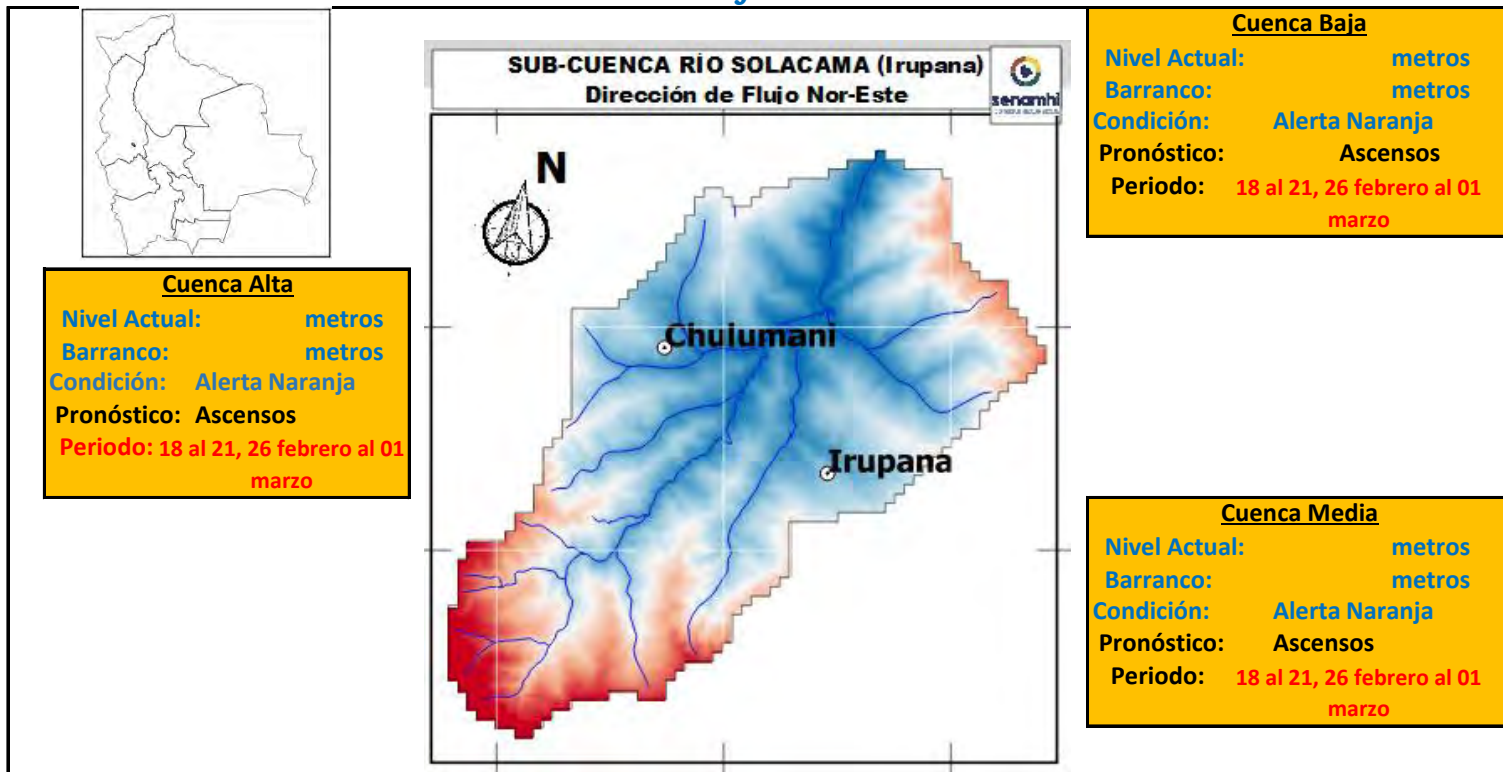 SUB-CUENCA RÍO SOLACAMA (Irupana)
Dirección de Flujo Nor-Este
senamhi
N
Chulumani
Irupana
Cuenca Alta
Nivel Actual: metros
Barranco: metros
Condición: Alerta Naranja
Pronóstico: Ascensos
Periodo: 18 al 21, 26 febrero al 01
marzo
Cuenca Baja
Nivel Actual: metros
Barranco: metros
Condición: Alerta Naranja
Pronóstico: Ascensos
Periodo: 18 al 21, 26 febrero al 01
marzo
Cuenca Media
Nivel Actual: metros
Barranco: metros
Condición: Alerta Naranja
Pronóstico: Ascensos
Periodo: 18 al 21, 26 febrero al 01
marzo